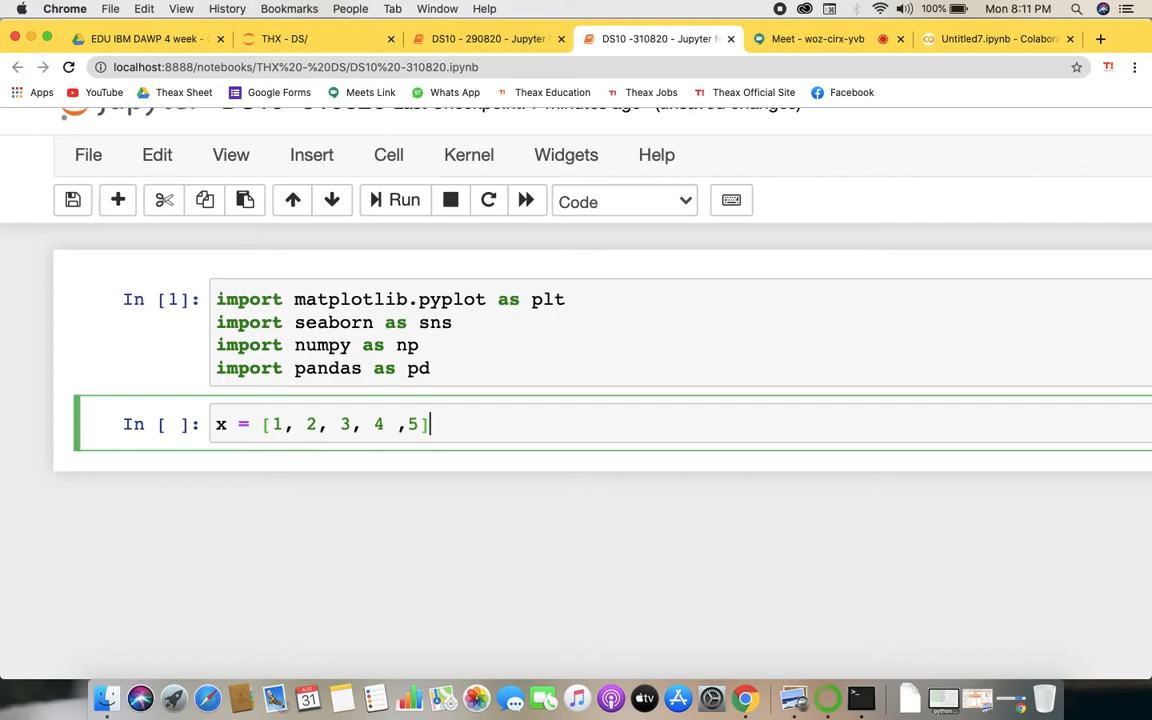 Chrome File Edit View History Bookmarks People Tab Window Help 100% Mon 8:11 PM
EDU IBM DAWP 4 week - THX - DS/ DS10 - 290820 - Jupyter DS10 -310820 - Jupyter N Meet - woz-cirx-yvb Untitled7.ipynb - Colabora
localhost:8888/notebooks/THX%20-%20DS/DS10%20-310820.ipynb
Apps YouTube Theax Sheet Google Forms Meets Link Whats App Theax Education Theax Jobs Theax Official Site Facebook
File Edit View Insert Cell Kernel Widgets Help
Run Code
In [1]: import matplotlib.pyplot as plt
import seaborn as sns
import numpy as np
import pandas as pd
In [ ]: x = [1, 2, 3, 4 ,5]